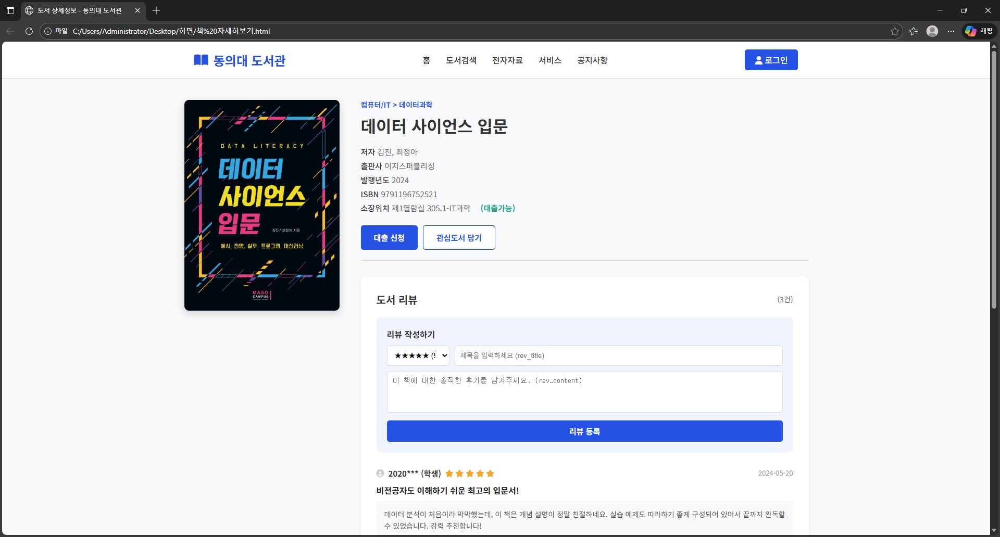 도서 상세정보 - 동의대 도서관
파일 C:/Users/Administrator/Desktop/화면/책%20자세히보기.html
채팅
동의대 도서관
홈 도서검색 전자자료 서비스 공지사항
로그인
DATA LITERACY
데이터
사이언스
입문
김진 / 최정아 지음
예시. 전망. 실무. 프로그램. 머신러닝
MASO
CAMPUS
컴퓨터/IT > 데이터과학
데이터 사이언스 입문
저자 김진, 최정아
출판사 이지스퍼블리싱
발행년도 2024
ISBN 9791196752521
소장위치 제1열람실 305.1-IT과학 (대출가능)
대출 신청 관심도서 담기
도서 리뷰 (3건)
리뷰 작성하기
★★★★★ (5 제목을 입력하세요 (rev_title)
이 책에 대한 솔직한 후기를 남겨주세요. (rev_content)
리뷰 등록
2020*** (학생) 2024-05-20
비전공자도 이해하기 쉬운 최고의 입문서!
데이터 분석이 처음이라 막막했는데, 이 책은 개념 설명이 정말 친절하네요. 실습 예제도 따라하기 좋게 구성되어 있어서 끝까지 완독할
수 있었습니다. 강력 추천합니다!